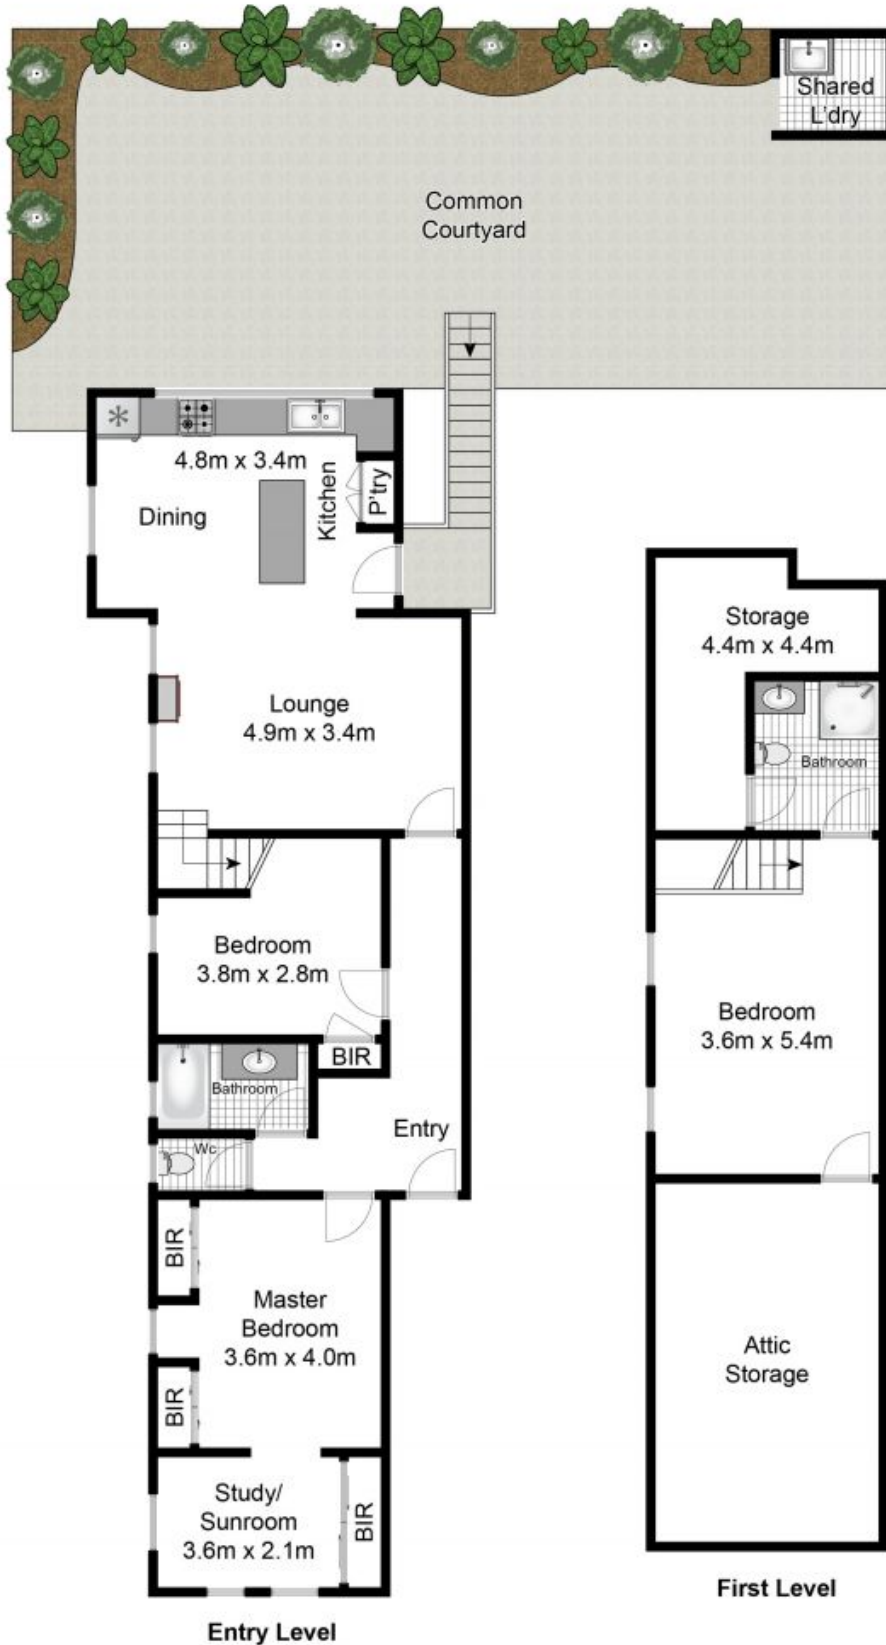 Shared
L'dry
Common
Courtyard
4.8m x 3.4m
Kitchen
P'try
Dining
Lounge
4.9m x 3.4m
Bedroom
3.8m x 2.8m
BIR
Bathroom
Entry
Wc
BIR
Master
Bedroom
3.6m x 4.0m
BIR
Study/
Sunroom
3.6m x 2.1m
BIR
Entry Level
Storage
4.4m x 4.4m
Bathroom
Bedroom
3.6m x 5.4m
Attic
Storage
First Level